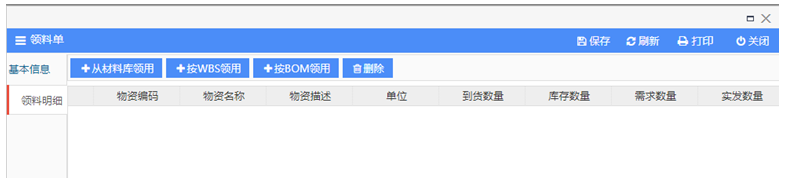 领料单 保存 刷新 打印 关闭
基本信息 从材料库领用 按WBS领用 按BOM领用 删除
领料明细 物资编码 物资名称 物资描述 单位 到货数量 库存数量 需求数量 实发数量